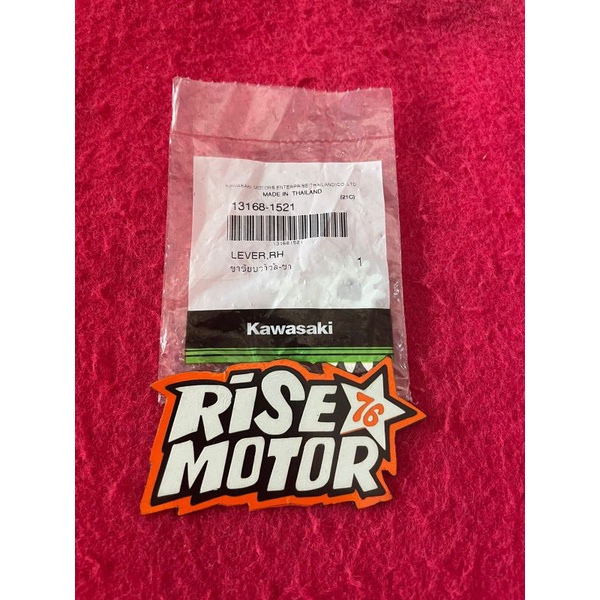 KAWASAKI MOTORS ENTERPRISE (THAILAND) CO., LTD.
MADE IN THAILAND
(21C)
13168-1521
131681521
LEVER,RH
1
Kawasaki
RiSE
76
MOTOR